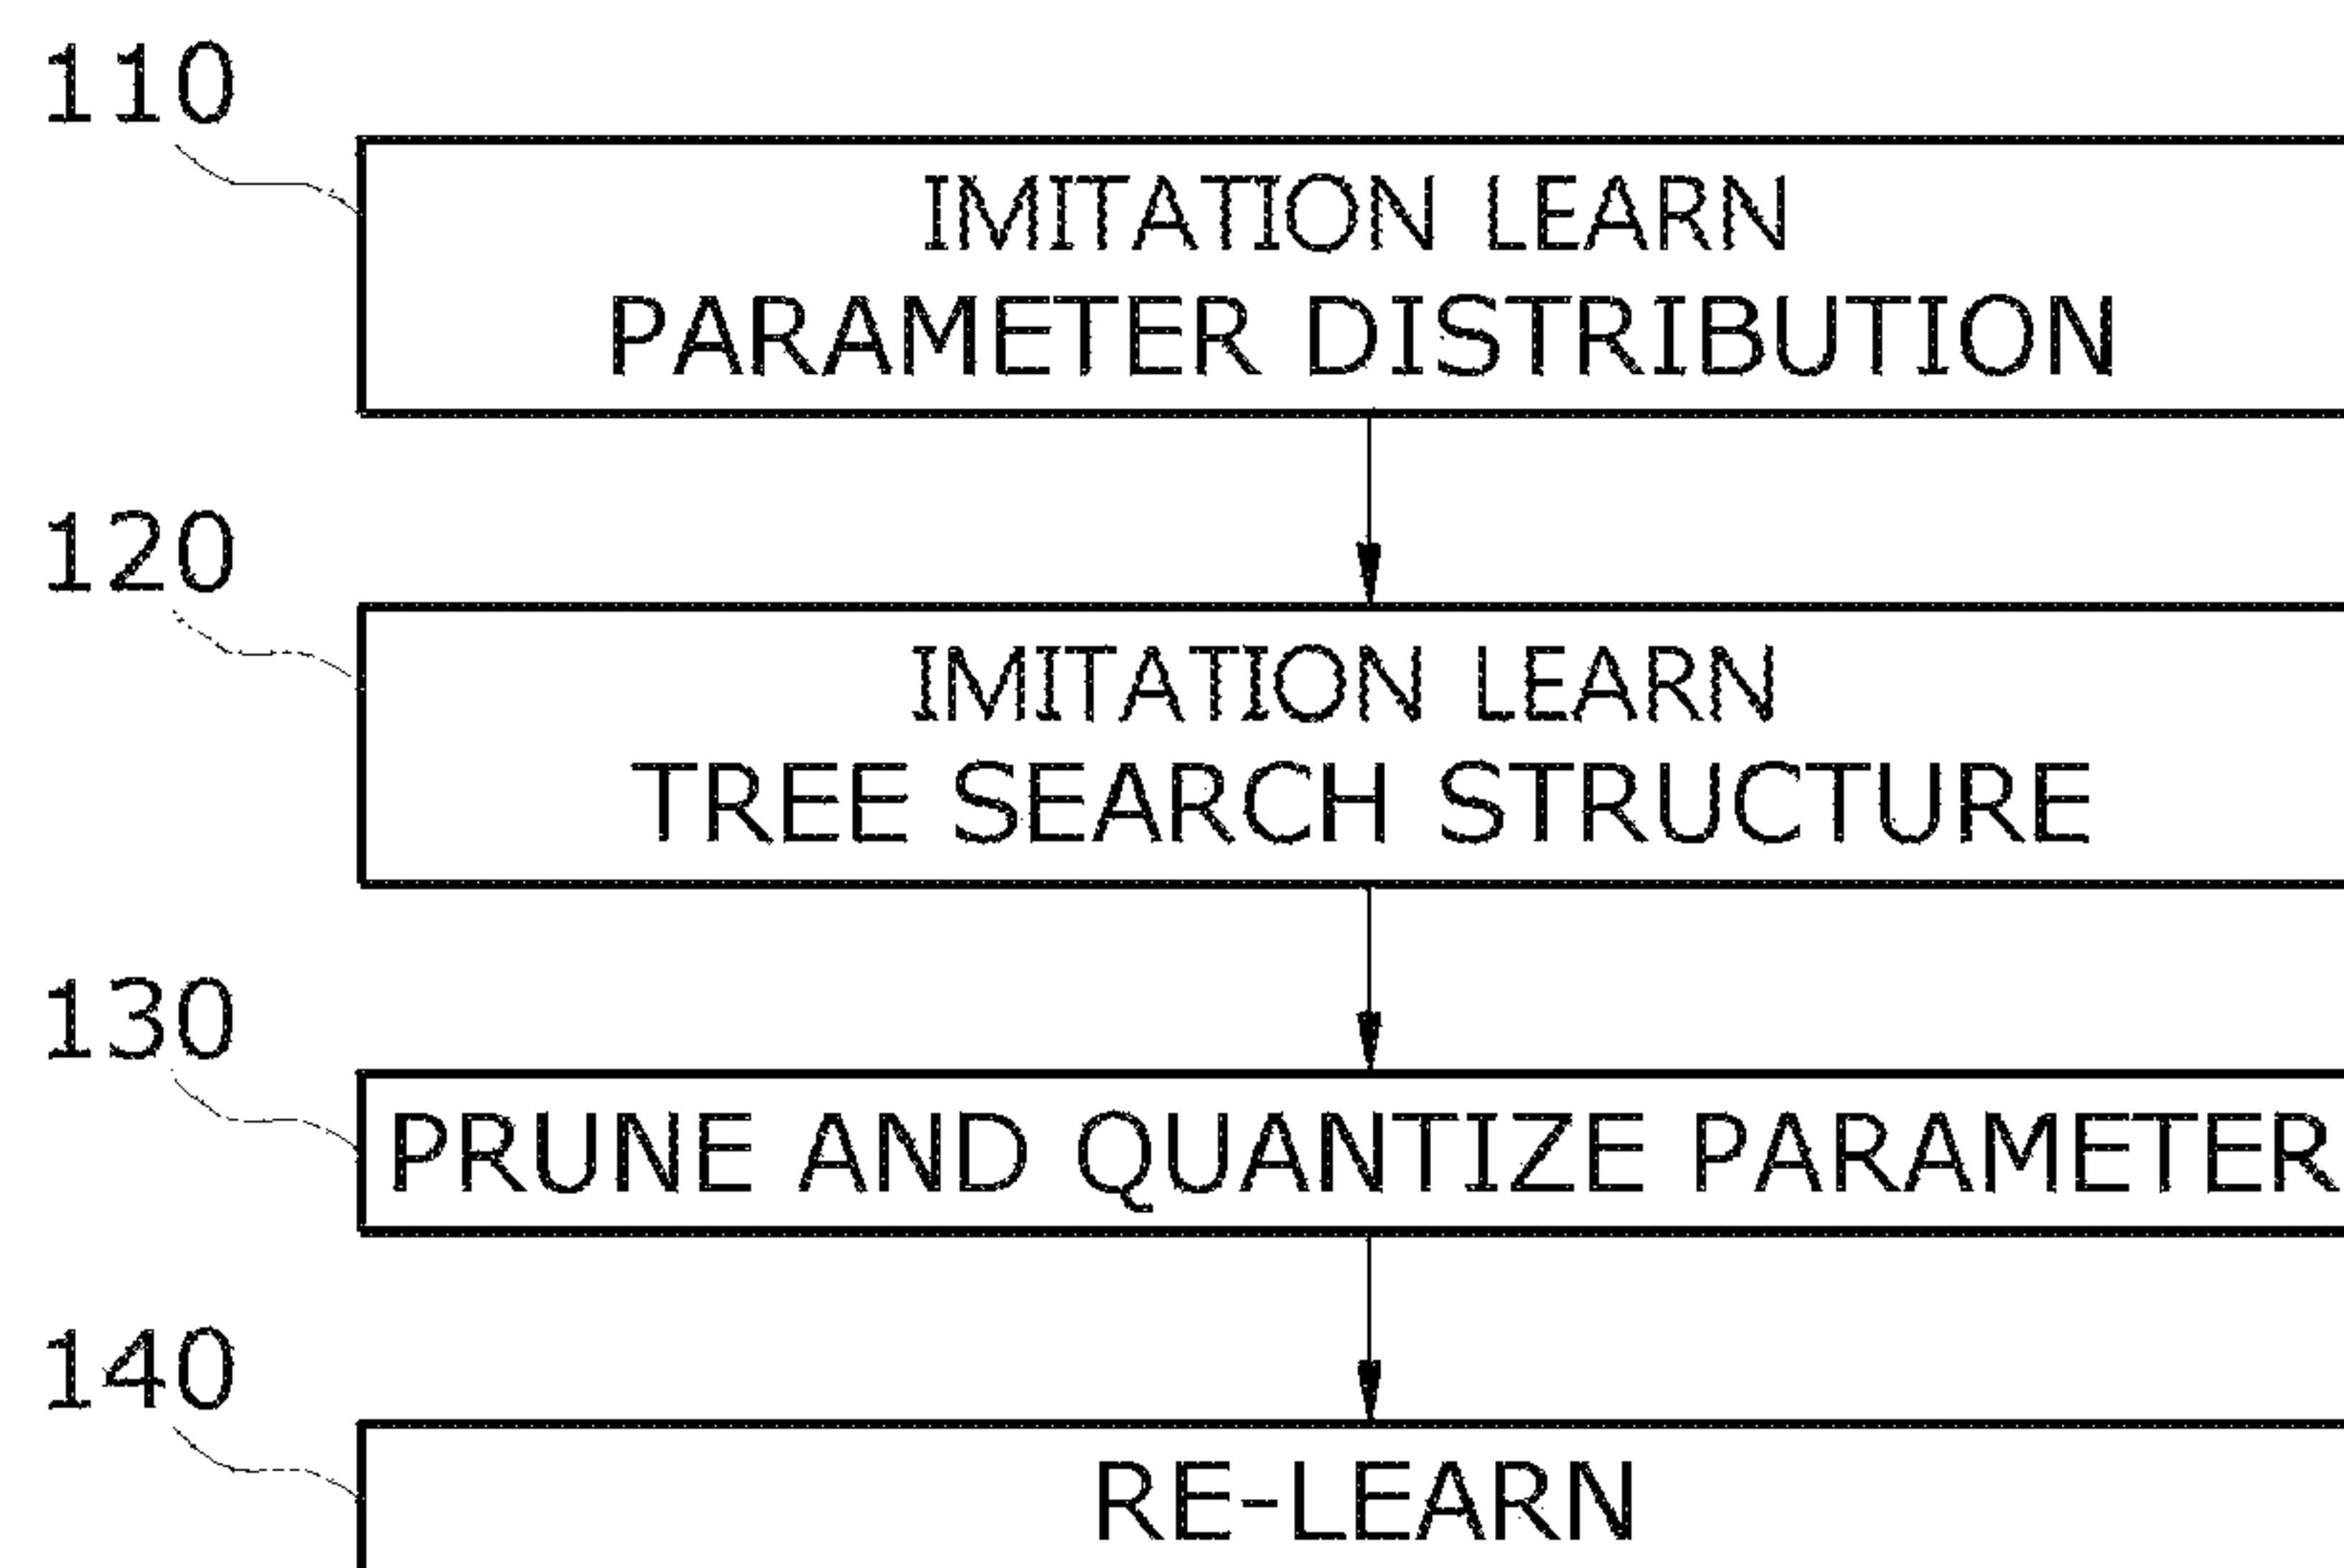 110
IMITATION LEARN
PARAMETER DISTRIBUTION
120
IMITATION LEARN
TREE SEARCH STRUCTURE
130
PRUNE AND QUANTIZE PARAMETER
140
RE-LEARN